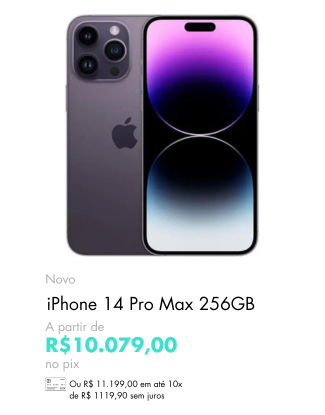 Novo
iPhone 14 Pro Max 256GB
A partir de
R$10.079,00
no pix
Ou R$ 11.199,00 em até 10x
de R$ 1119,90 sem juros